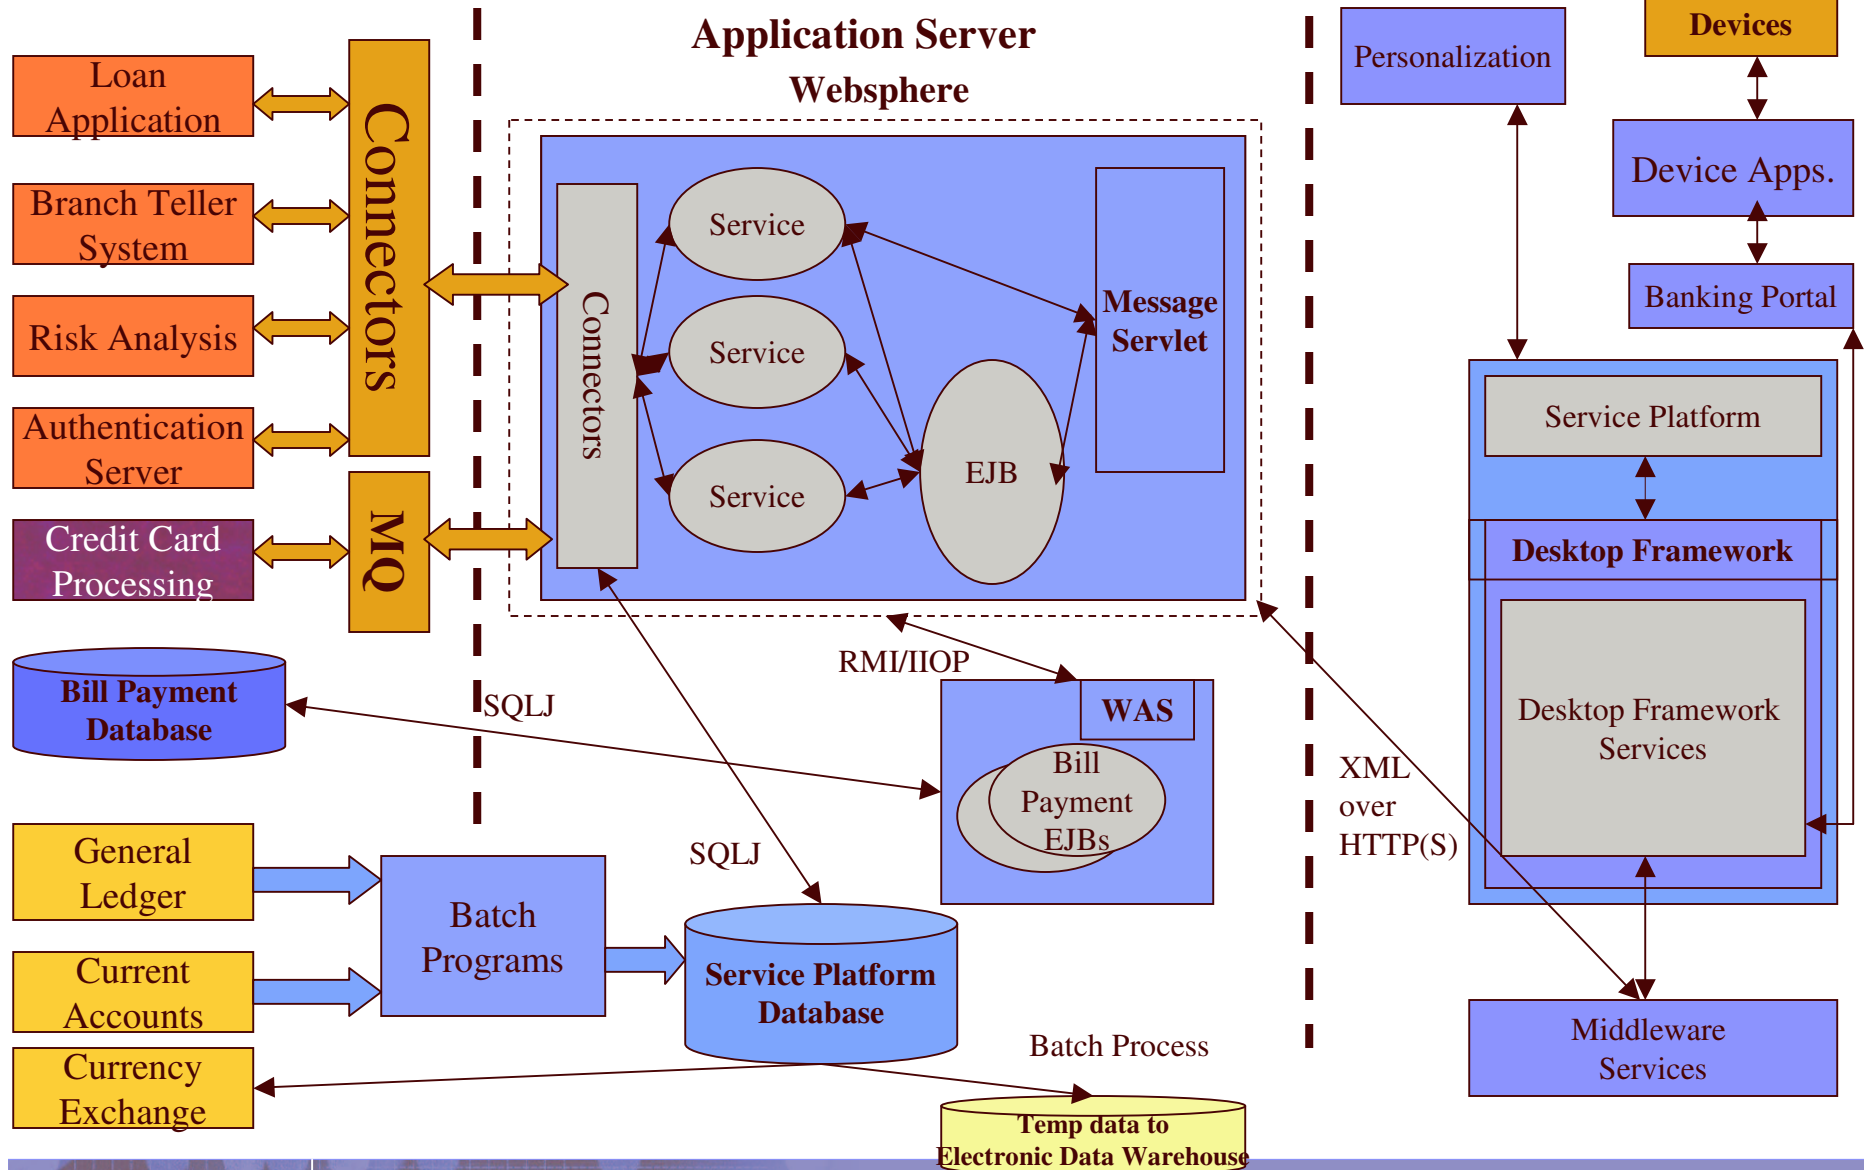 Application Server
Websphere
Loan
Application
Branch Teller
System
Risk Analysis
Authentication
Server
Credit Card
Processing
Connectors
MQ
Connectors
Service
Service
Service
EJB
Message
Servlet
Personalization
Devices
Device Apps.
Banking Portal
Service Platform
Desktop Framework
Desktop Framework
Services
Middleware
Services
XML
over
HTTP(S)
RMI/IIOP
WAS
Bill
Payment
EJBs
SQLJ
SQLJ
Bill Payment
Database
General
Ledger
Current
Accounts
Currency
Exchange
Batch
Programs
Service Platform
Database
Batch Process
Temp data to
Electronic Data Warehouse